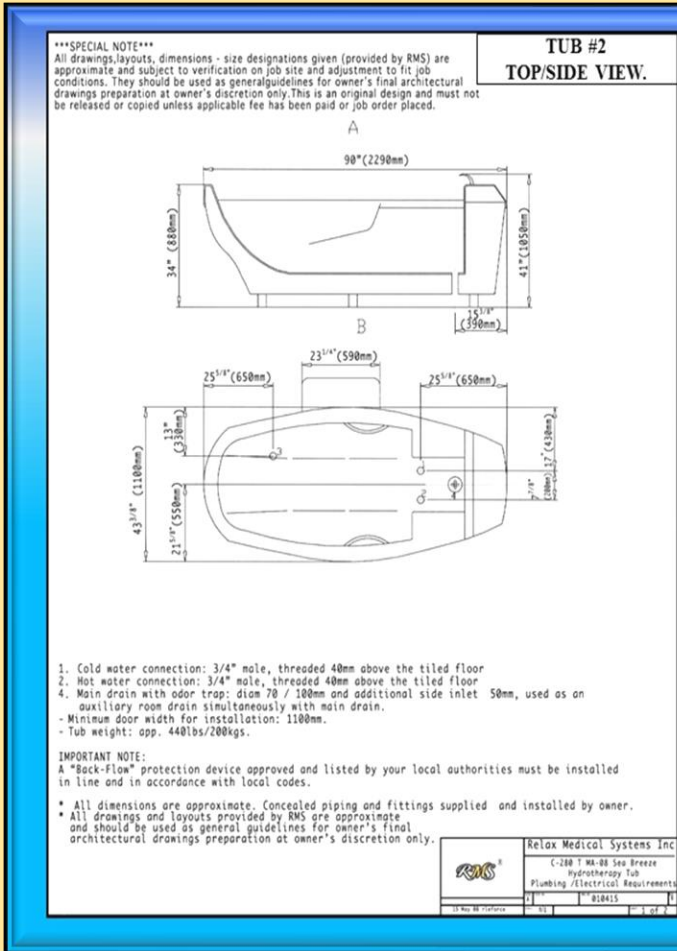 ***SPECIAL NOTE***
All drawings,layouts, dimensions - size designations given (provided by RMS) are
approximate and subject to verification on job site and adjustment to fit job
conditions. They should be used as generalguidelines for owner's final architectural
drawings preparation at owner's discretion only.This is an original design and must not
be released or copied unless applicable fee has been paid or job order placed.
TUB #2
TOP/SIDE VIEW.
A
90"(2290mm)
34" (880mm)
41"(1050mm)
15 3/8"
(390mm)
B
23 1/4"(590mm)
25 5/8"(650mm)
25 5/8"(650mm)
13"
(330mm)
43 3/8" (1100mm)
21 5/8"(550mm)
17"(430mm)
7 7/8"
(200mm)
3
1. Cold water connection: 3/4" male, threaded 40mm above the tiled floor
2. Hot water connection: 3/4" male, threaded 40mm above the tiled floor
4. Main drain with odor trap: diam 70 / 100mm and additional side inlet 50mm, used as an
auxiliary room drain simultaneously with main drain.
- Minimum door width for installation: 1100mm.
- Tub weight: app. 440lbs/200kgs.
IMPORTANT NOTE:
A "Back-Flow" protection device approved and listed by your local authorities must be installed
in line and in accordance with local codes.
* All dimensions are approximate. Concealed piping and fittings supplied and installed by owner.
* All drawings and layouts provided by RMS are approximate
and should be used as general guidelines for owner's final
architectural drawings preparation at owner's discretion only.
RMS ®
Relax Medical Systems Inc
C-280 T WA-08 Sea Breeze
Hydrotherapy Tub
Plumbing /Electrical Requirements
010415
15 May 08
1 of 2